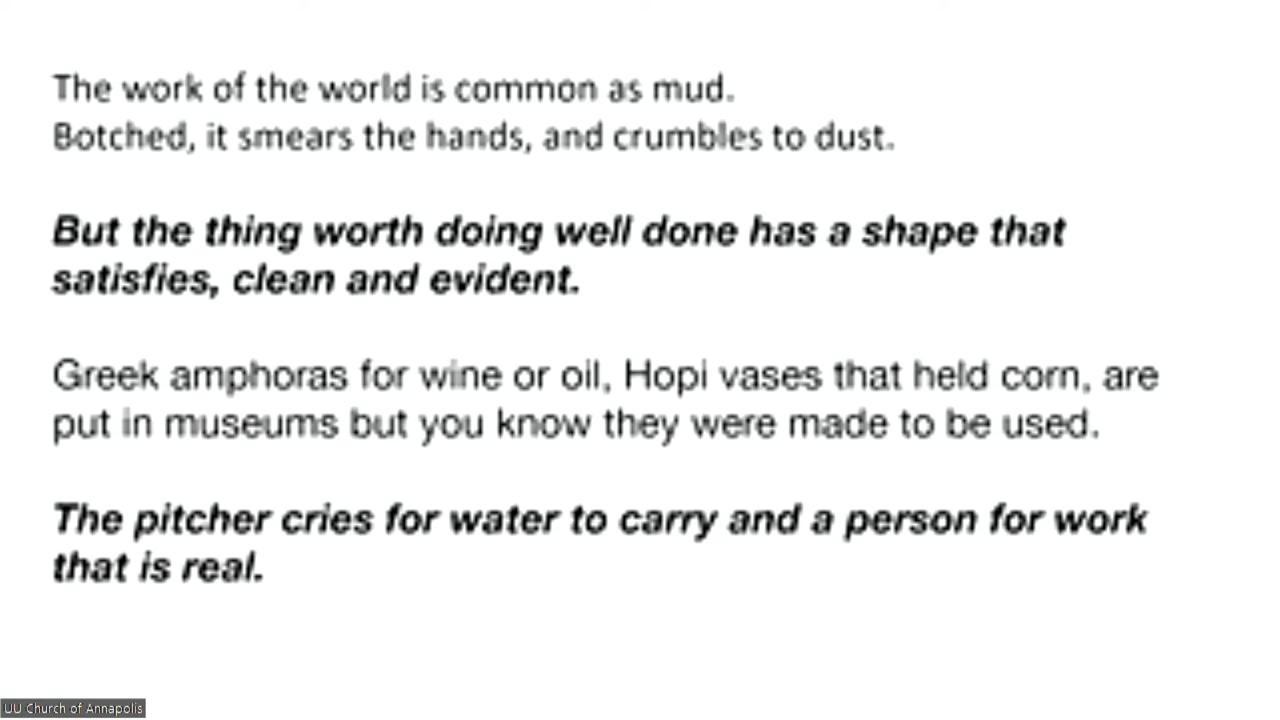 The work of the world is common as mud.
Botched, it smears the hands, and crumbles to dust.
But the thing worth doing well done has a shape that
satisfies, clean and evident.
Greek amphoras for wine or oil, Hopi vases that held corn, are
put in museums but you know they were made to be used.
The pitcher cries for water to carry and a person for work
that is real.
UU Church of Annapolis